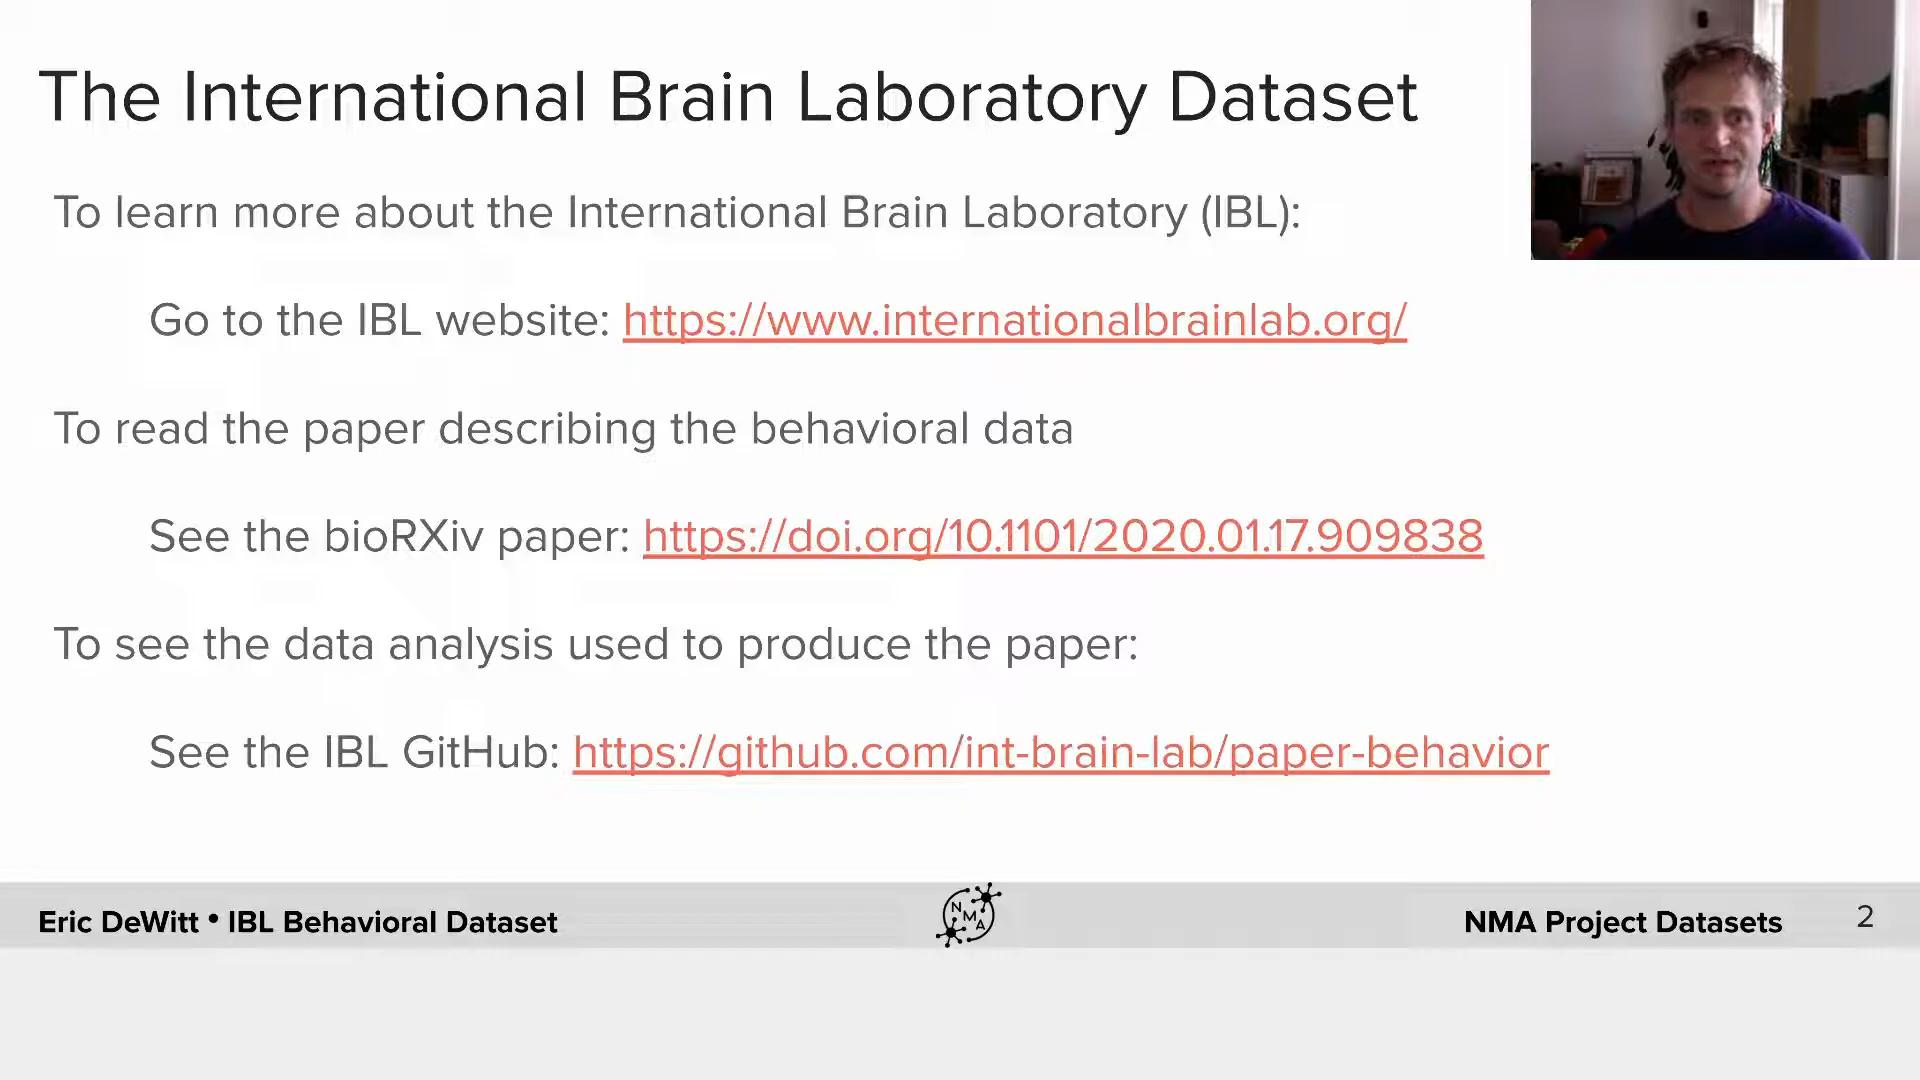 The International Brain Laboratory Dataset
To learn more about the International Brain Laboratory (IBL):
Go to the IBL website: https://www.internationalbrainlab.org/
To read the paper describing the behavioral data
See the bioRXiv paper: https://doi.org/10.1101/2020.01.17.909838
To see the data analysis used to produce the paper:
See the IBL GitHub: https://github.com/int-brain-lab/paper-behavior
Eric DeWitt • IBL Behavioral Dataset
NMA
NMA Project Datasets
2